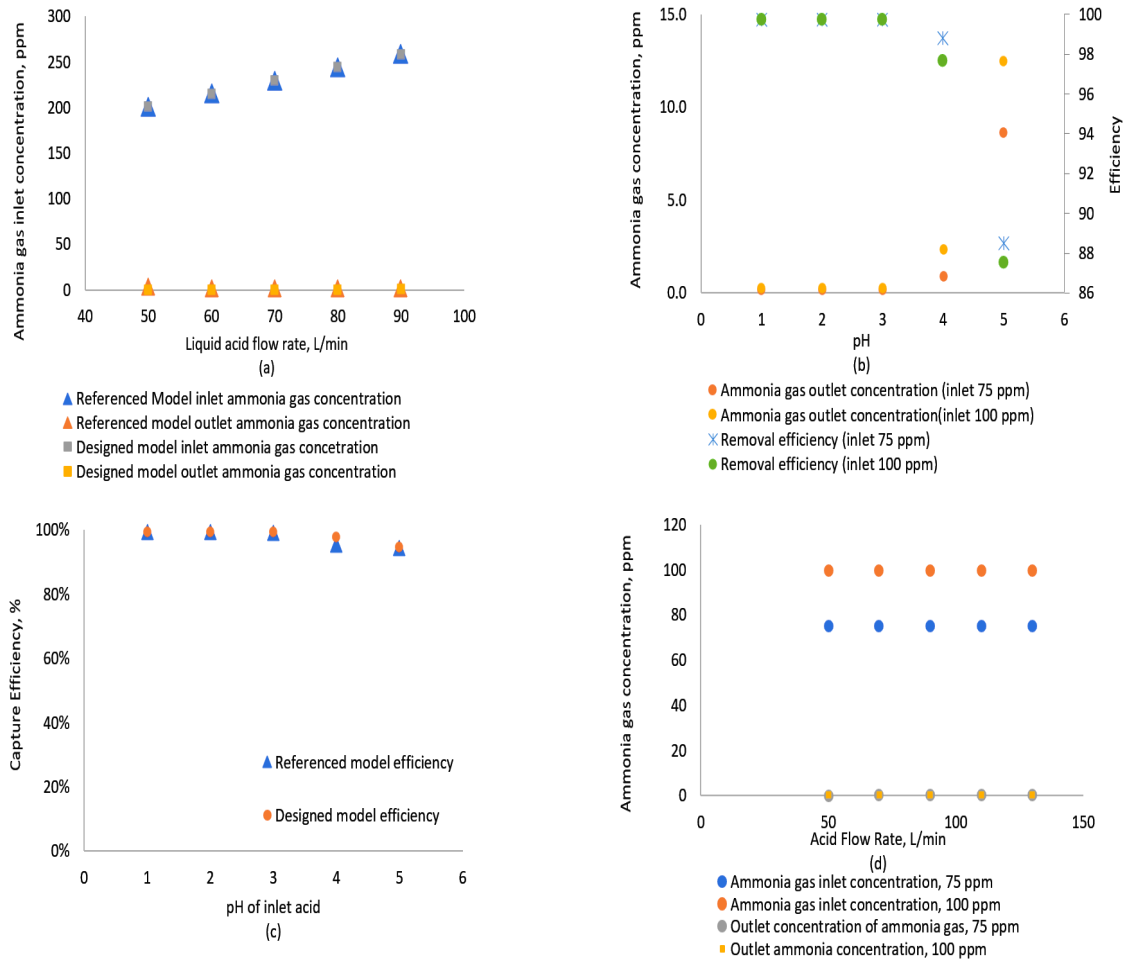 Ammonia gas inlet concentration, ppm
300
250
200
150
100
50
0
40 50 60 70 80 90 100
Liquid acid flow rate, L/min
(a)
Referenced Model inlet ammonia gas concentration
Referenced model outlet ammonia gas concentration
Designed model inlet ammonia gas concetration
Designed model outlet ammonia gas concentration
Ammonia gas concentration, ppm
15.0
10.0
5.0
0.0
100
98
96
94
92
90
88
86
Efficiency
0 1 2 3 4 5 6
pH
(b)
Ammonia gas outlet concentration (inlet 75 ppm)
Ammonia gas outlet concentration(inlet 100 ppm)
Removal efficiency (inlet 75 ppm)
Removal efficiency (inlet 100 ppm)
Capture Efficiency, %
100%
80%
60%
40%
20%
0%
Referenced model efficiency
Designed model efficiency
0 1 2 3 4 5 6
pH of inlet acid
(c)
Ammonia gas concentration, ppm
120
100
80
60
40
20
0
0 50 100 150
Acid Flow Rate, L/min
(d)
Ammonia gas inlet concentration, 75 ppm
Ammonia gas inlet concentration, 100 ppm
Outlet concentration of ammonia gas, 75 ppm
Outlet ammonia concentration, 100 ppm